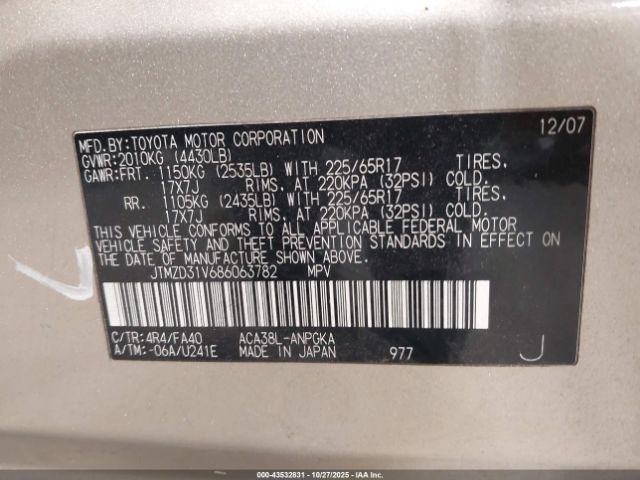 12/07
MFD. BY: TOYOTA MOTOR CORPORATION
GVWR: 2010KG (4430LB)
GAWR: FRT. 1150KG (2535LB) WITH 225/65R17 TIRES,
17X7J RIMS, AT 220KPA (32PSI) COLD.
RR. 1105KG (2435LB) WITH 225/65R17 TIRES,
17X7J RIMS, AT 220KPA (32PSI) COLD.
THIS VEHICLE CONFORMS TO ALL APPLICABLE FEDERAL MOTOR
VEHICLE SAFETY AND THEFT PREVENTION STANDARDS IN EFFECT ON
THE DATE OF MANUFACTURE SHOWN ABOVE.
JTMZD31V686063782 MPV
C/TR: 4R4/FA40 ACA38L-ANPGKA
A/TM: -06A/U241E MADE IN JAPAN 977 J
000-43532831 - 10/27/2025 - IAAI.COM